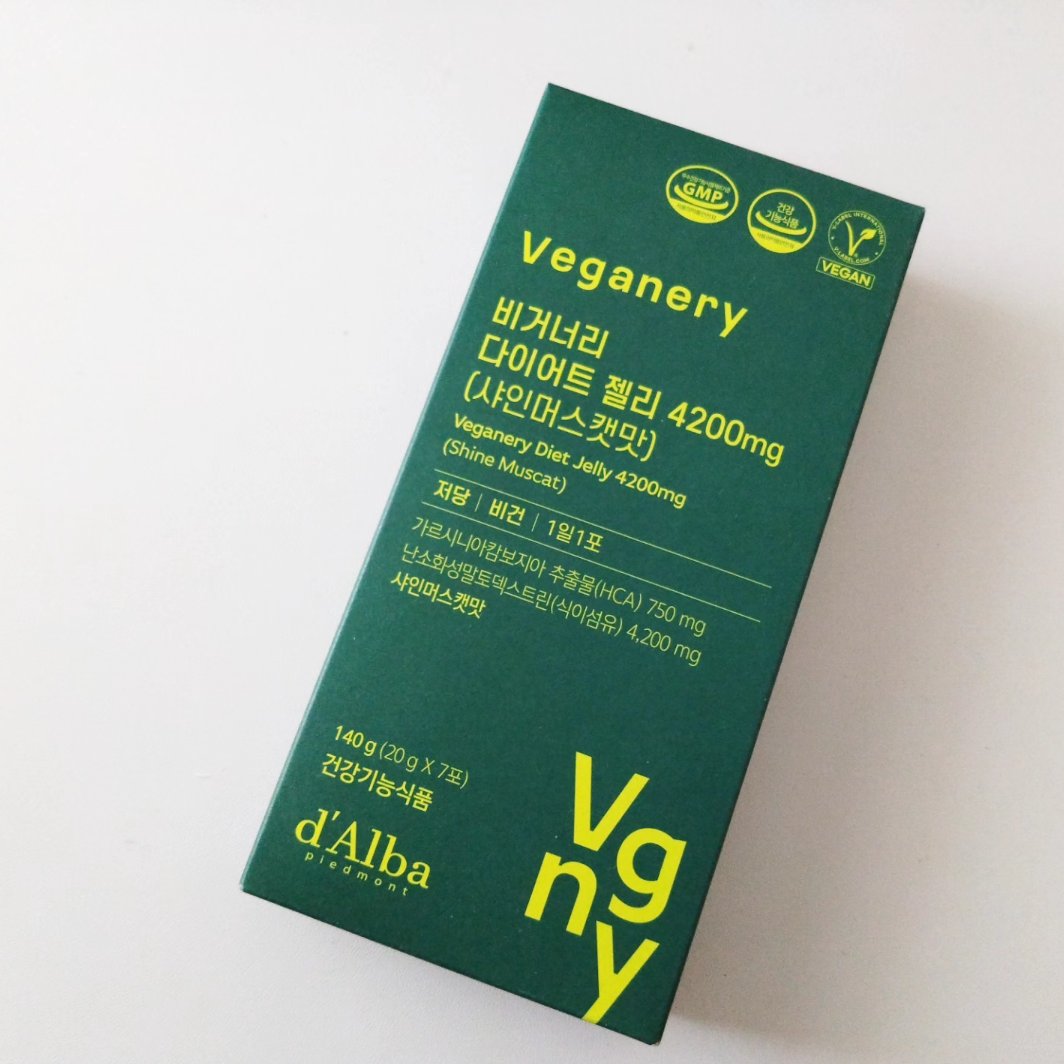 GMP
건강
기능식품
V-LABEL INTERNATIONAL
V-LABEL.COM
VEGAN
Veganery
비거너리
다이어트 젤리 4200mg
(샤인머스캣맛)
Veganery Diet Jelly 4200mg
(Shine Muscat)
저당 | 비건 | 1일1포
가르시니아캄보지아 추출물(HCA) 750 mg
난소화성말토덱스트린(식이섬유) 4,200 mg
샤인머스캣맛
140 g (20 g X 7포)
건강기능식품
d'Alba
piedmont
Vg
ny